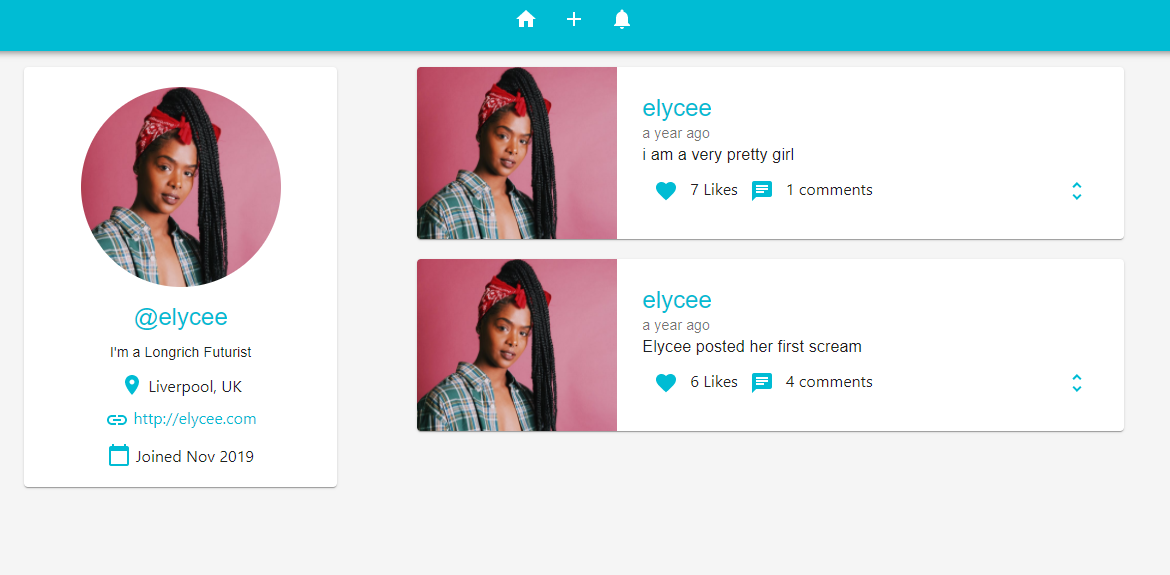 @elycee
I'm a Longrich Futurist
Liverpool, UK
http://elycee.com
Joined Nov 2019
elycee
a year ago
i am a very pretty girl
7 Likes 1 comments
elycee
a year ago
Elycee posted her first scream
6 Likes 4 comments